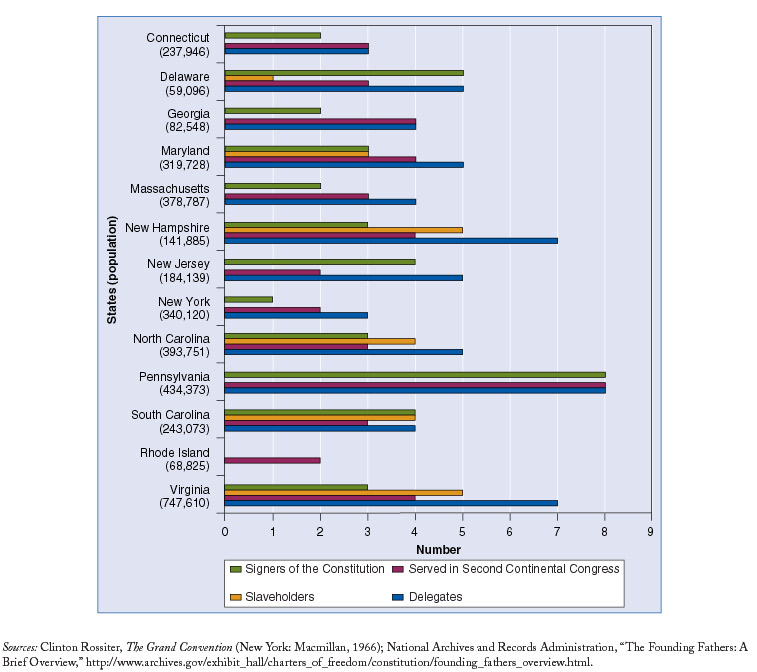 Connecticut
(237,946)
Delaware
(59,096)
Georgia
(82,548)
Maryland
(319,728)
Massachusetts
(378,787)
New Hampshire
(141,885)
New Jersey
(184,139)
New York
(340,120)
North Carolina
(393,751)
Pennsylvania
(434,373)
South Carolina
(243,073)
Rhode Island
(68,825)
Virginia
(747,610)
States (population)
0 1 2 3 4 5 6 7 8 9
Number
Signers of the Constitution Served in Second Continental Congress
Slaveholders Delegates
Sources: Clinton Rossiter, The Grand Convention (New York: Macmillan, 1966); National Archives and Records Administration, “The Founding Fathers: A
Brief Overview,” http://www.archives.gov/exhibit_hall/charters_of_freedom/constitution/founding_fathers_overview.html.